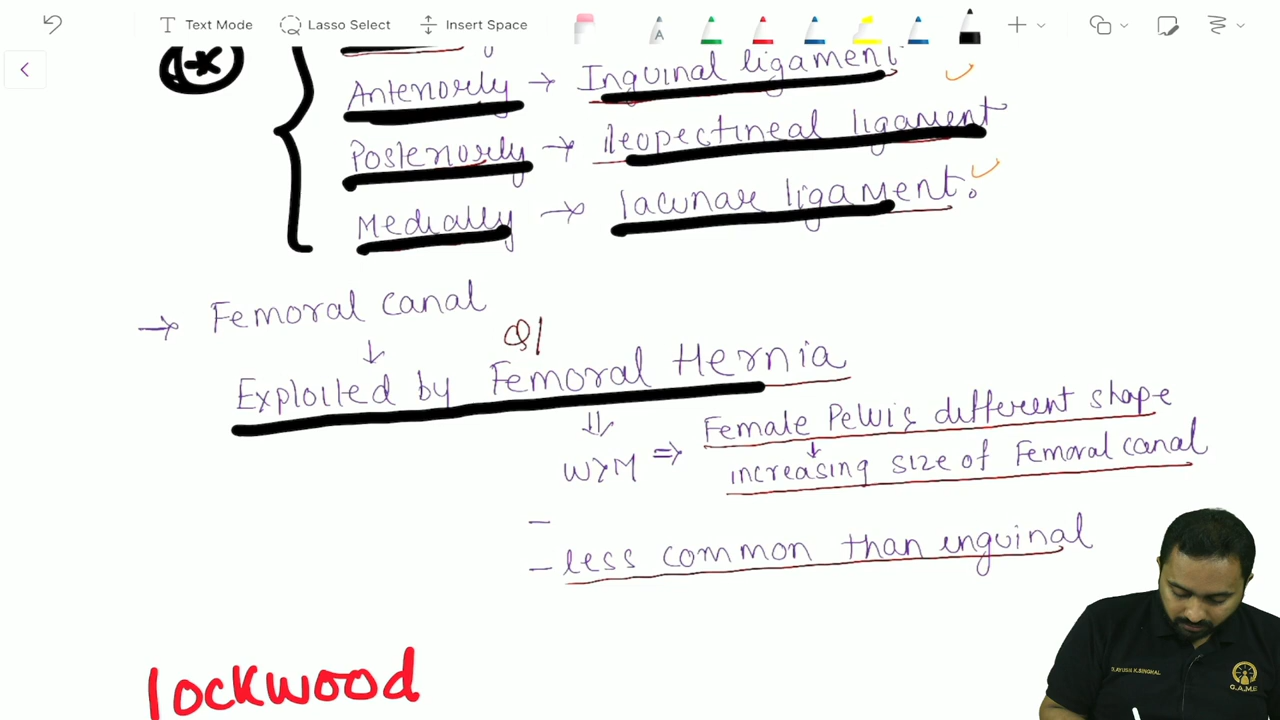 Text Mode
Lasso Select
Insert Space
Anteriorly → Inguinal ligament
Posteriorly → ileopectineal ligament
Medially → lacunar ligament.
→ Femoral canal
↓
Q1
Exploited by Femoral Hernia
⇓
W>M ⇒ Female Pelvis different shape
↓
increasing size of Femoral canal
– less common than inguinal
lockwood
G.A.M.E